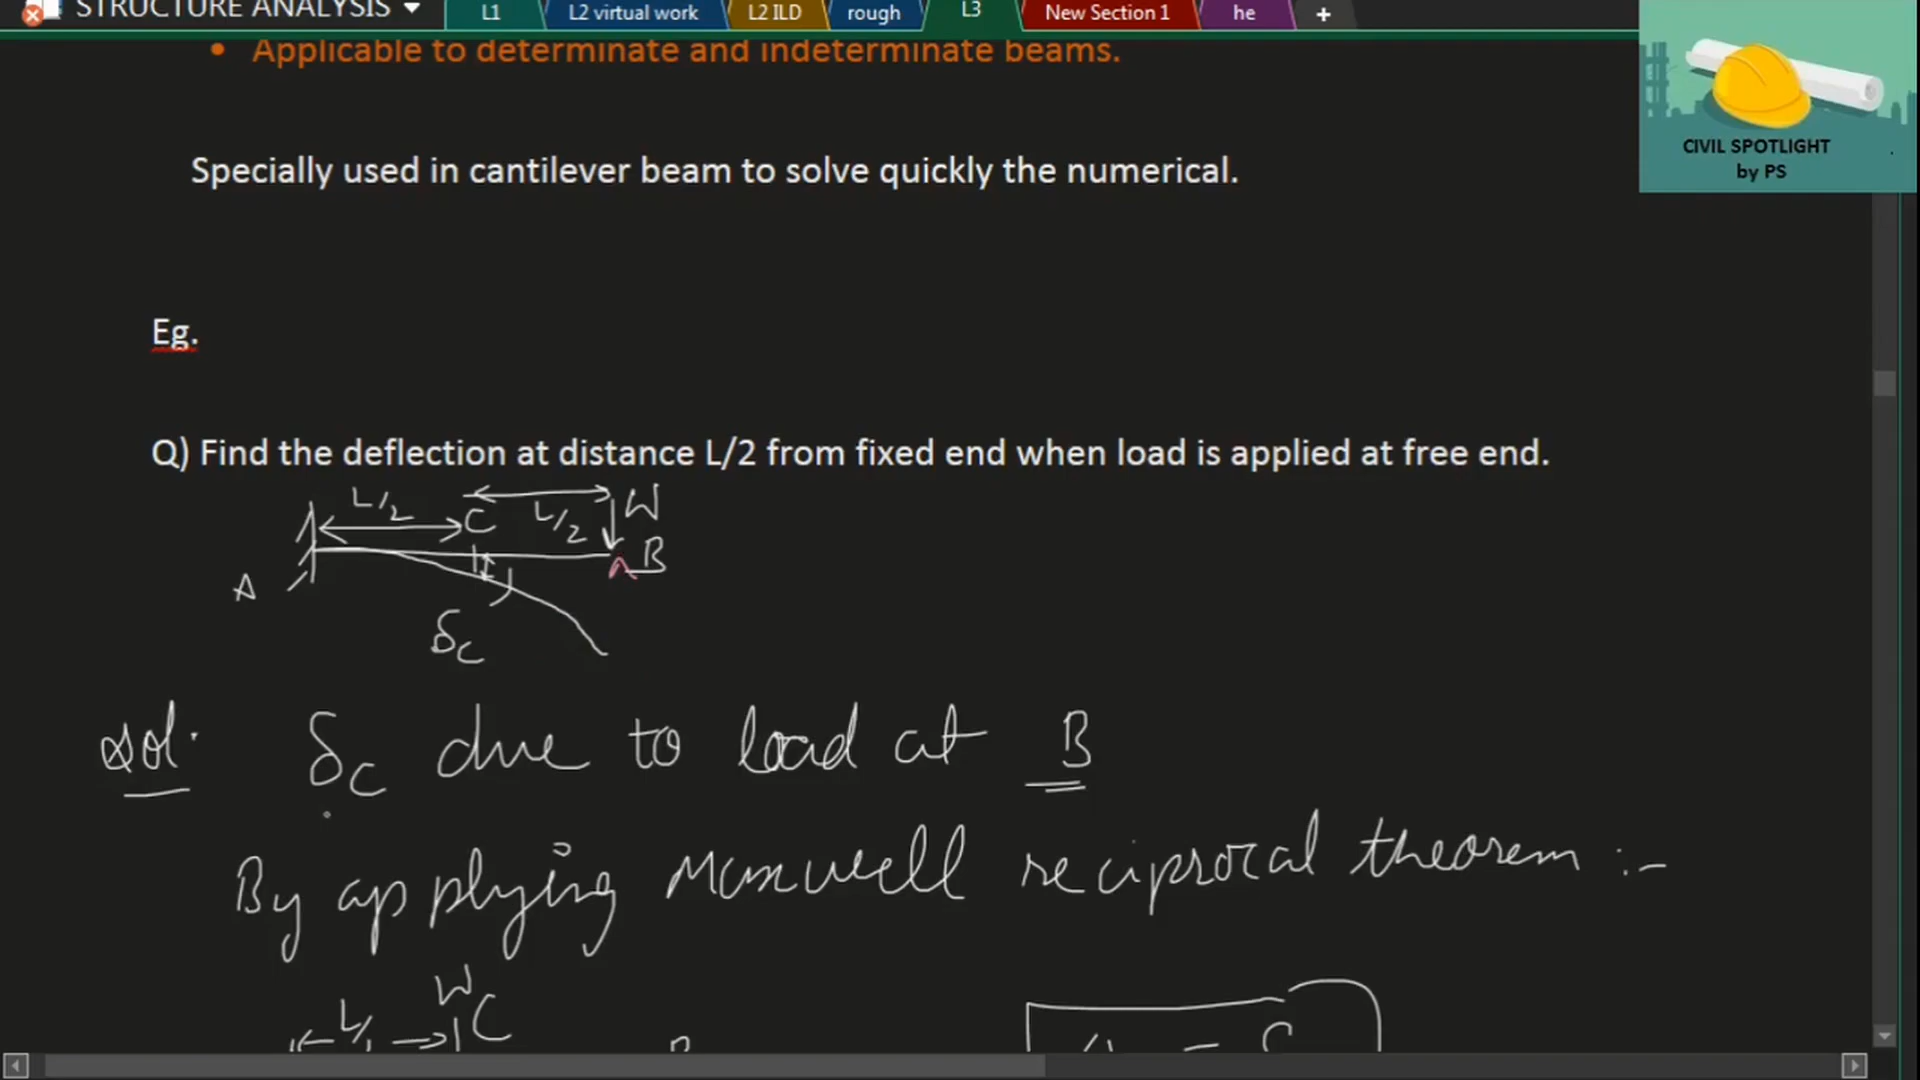 STRUCTURE ANALYSIS L1 L2 virtual work L2 ILD rough L3 New Section 1 he +
• Applicable to determinate and indeterminate beams.
CIVIL SPOTLIGHT
by PS
Specially used in cantilever beam to solve quickly the numerical.
Eg.
Q) Find the deflection at distance L/2 from fixed end when load is applied at free end.
L/2 C L/2 W
A B
δc
Sol. δc due to load at B
By applying Maxwell reciprocal theorem :-
W
L/ C